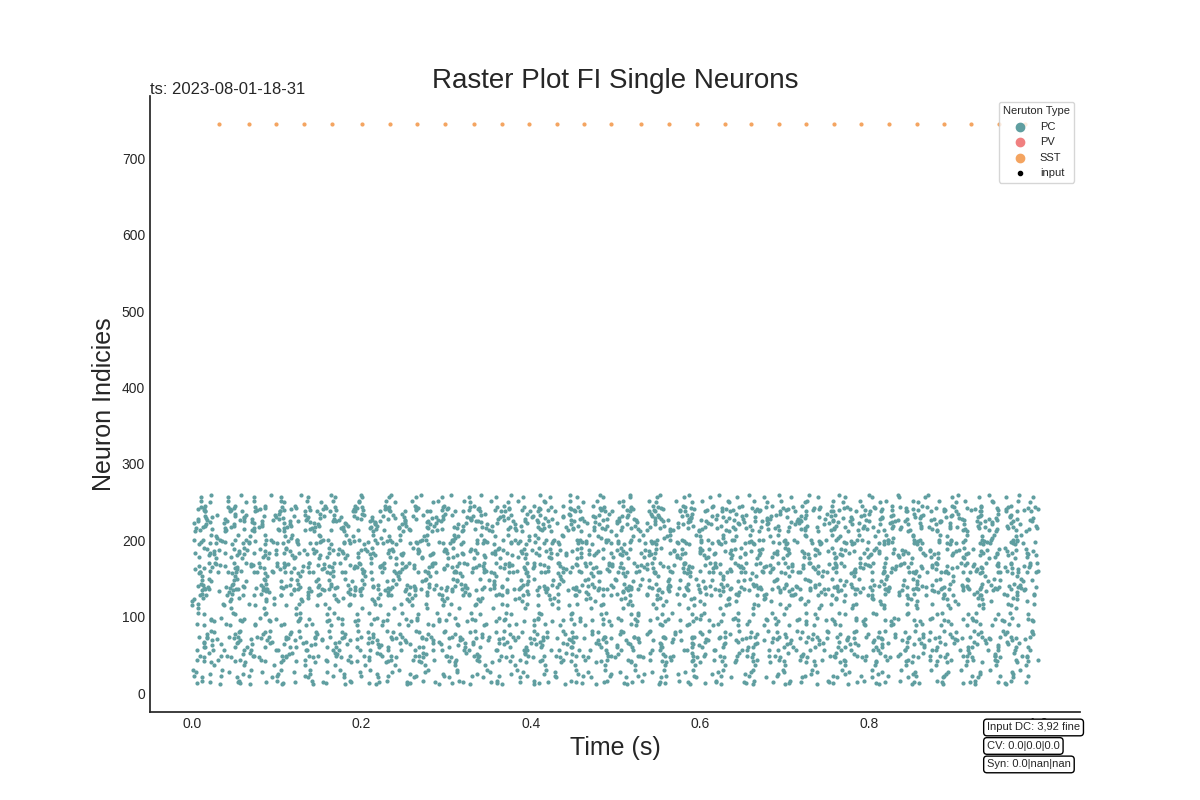 Raster Plot FI Single Neurons
ts: 2023-08-01-18-31
Neruton Type
PC
PV
SST
input
Neuron Indicies
700
600
500
400
300
200
100
0
0.0 0.2 0.4 0.6 0.8
Time (s)
Input DC: 3,92 fine
CV: 0.0|0.0|0.0
Syn: 0.0|nan|nan